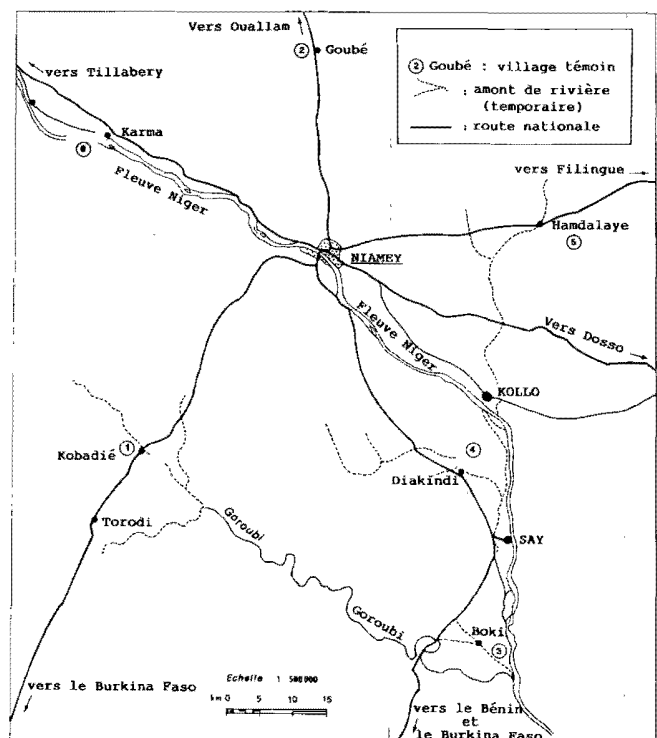 Vers Ouallam
② Goubé
② Goubé : village témoin
: amont de rivière
(temporaire)
: route nationale
vers Tillabery
Karma
⑥
Fleuve Niger
vers Filingue
Hamdalaye
⑤
NIAMEY
Fleuve Niger
Vers Dosso
KOLLO
①
Kobadié
④
Diakindi
Torodi
Goroubi
SAY
Goroubi
Boki
③
Echelle 1 500000
km 0 5 10 15
vers le Burkina Faso
vers le Bénin
et
le Burkina Faso